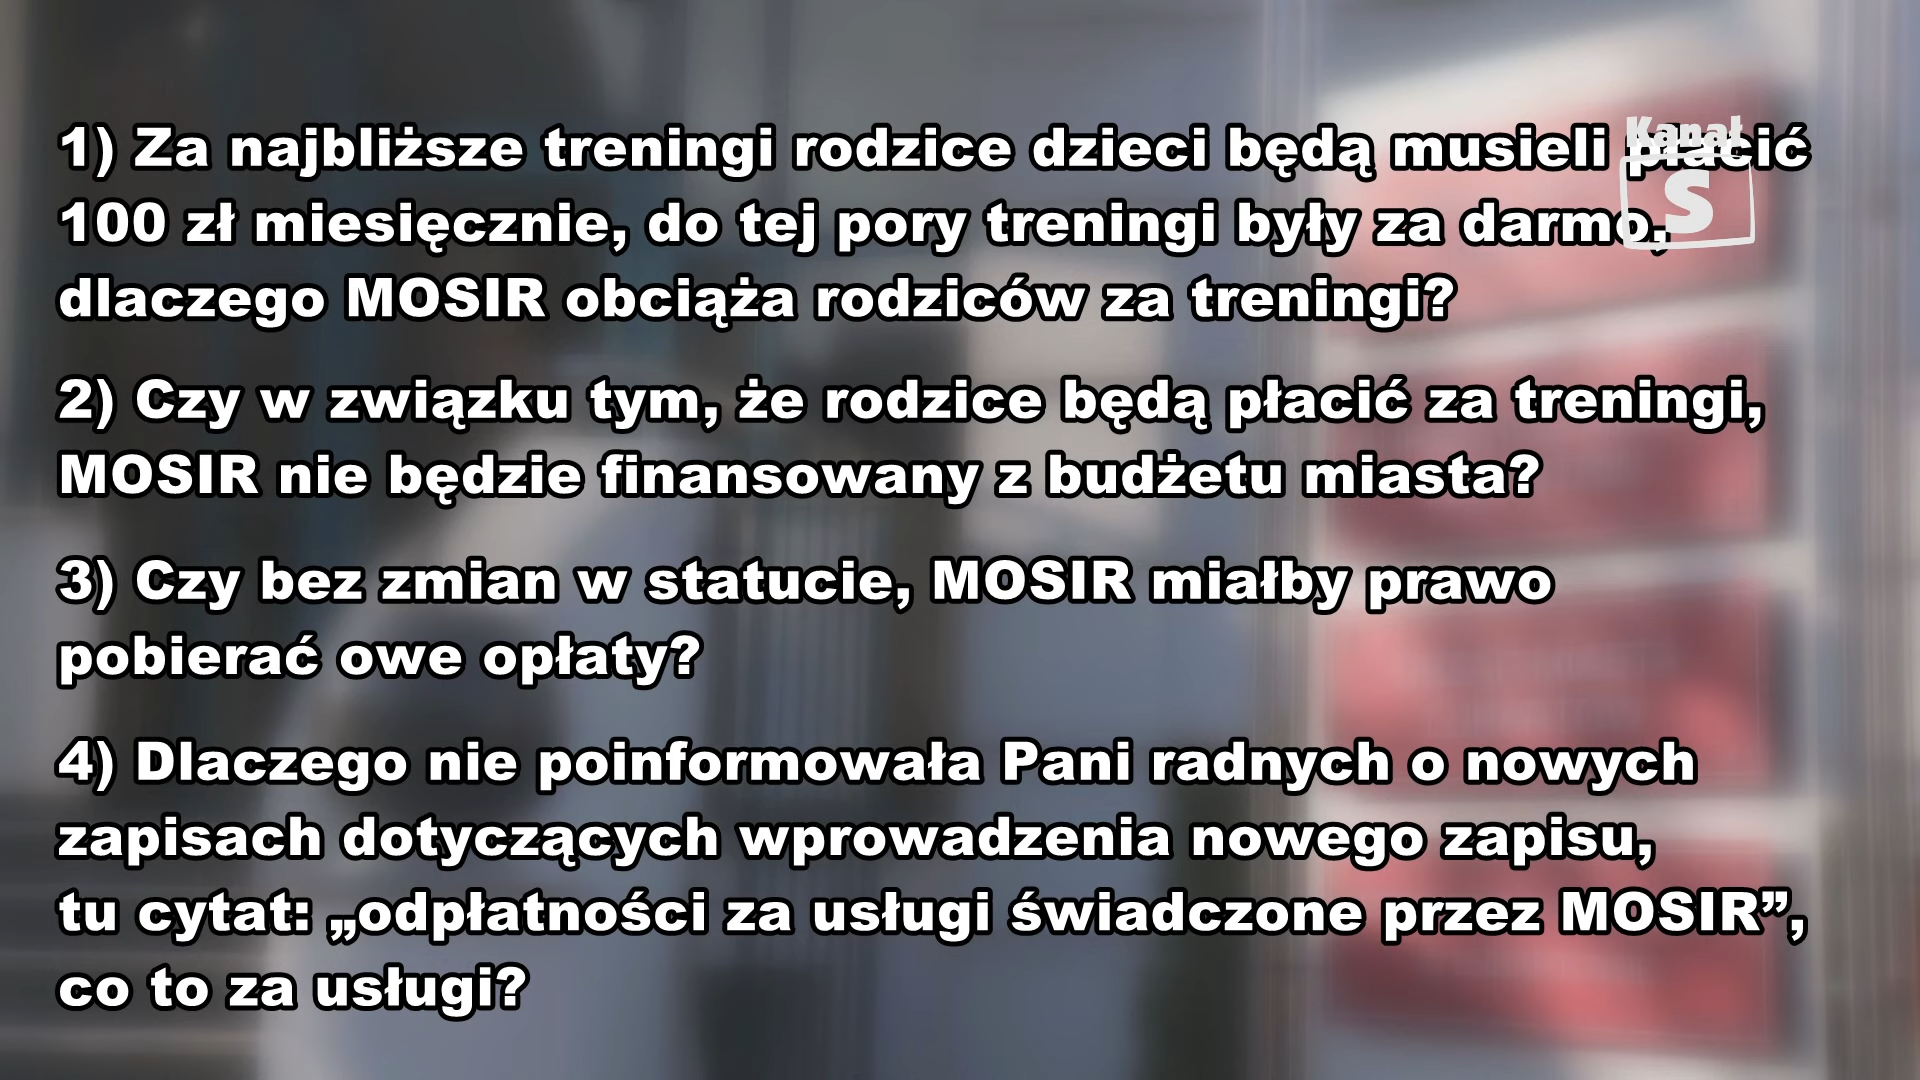 1) Za najbliższe treningi rodzice dzieci będą musieli płacić
100 zł miesięcznie, do tej pory treningi były za darmo,
dlaczego MOSIR obciąża rodziców za treningi?
2) Czy w związku tym, że rodzice będą płacić za treningi,
MOSIR nie będzie finansowany z budżetu miasta?
3) Czy bez zmian w statucie, MOSIR miałby prawo
pobierać owe opłaty?
4) Dlaczego nie poinformowała Pani radnych o nowych
zapisach dotyczących wprowadzenia nowego zapisu,
tu cytat: „odpłatności za usługi świadczone przez MOSIR”,
co to za usługi?
Kanał
S